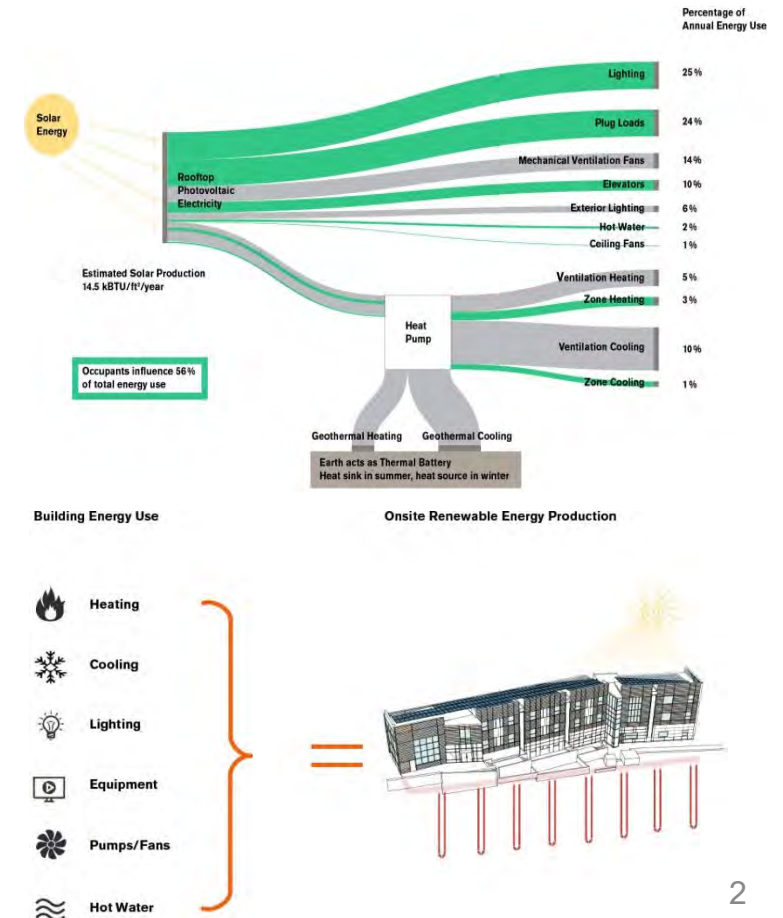 Percentage of
Annual Energy Use
Lighting 25%
Solar
Energy
Plug Loads 24%
Mechanical Ventilation Fans 14%
Rooftop
Photovoltaic
Electricity
Elevators 10%
Exterior Lighting 6%
Hot Water 2%
Ceiling Fans 1%
Estimated Solar Production
14.5 kBTU/ft²/year
Ventilation Heating 5%
Zone Heating 3%
Heat
Pump
Ventilation Cooling 10%
Occupants influence 56%
of total energy use
Zone Cooling 1%
Geothermal Heating Geothermal Cooling
Earth acts as Thermal Battery
Heat sink in summer, heat source in winter
Building Energy Use Onsite Renewable Energy Production
Heating
Cooling
Lighting
Equipment
Pumps/Fans
Hot Water
=
2